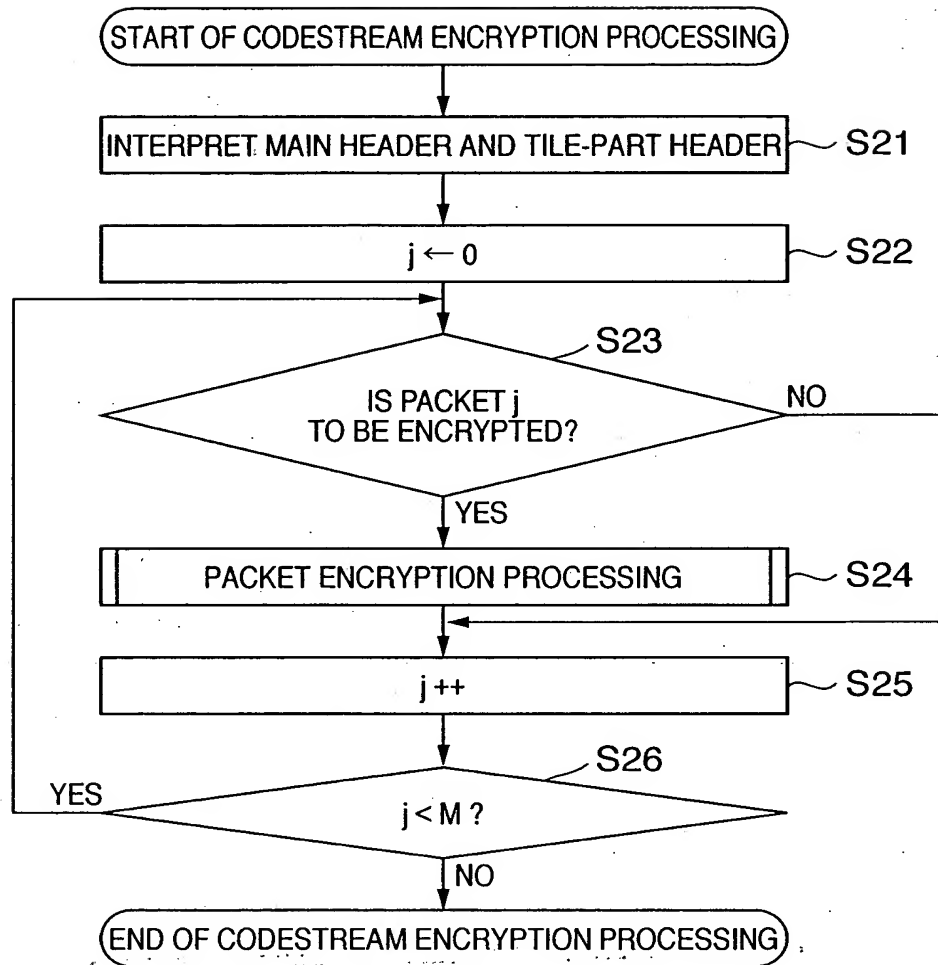 START OF CODESTREAM ENCRYPTION PROCESSING
INTERPRET MAIN HEADER AND TILE-PART HEADER
S21
j ← 0
S22
S23
IS PACKET j
TO BE ENCRYPTED?
NO
YES
PACKET ENCRYPTION PROCESSING
S24
j ++
S25
S26
YES
j < M ?
NO
END OF CODESTREAM ENCRYPTION PROCESSING